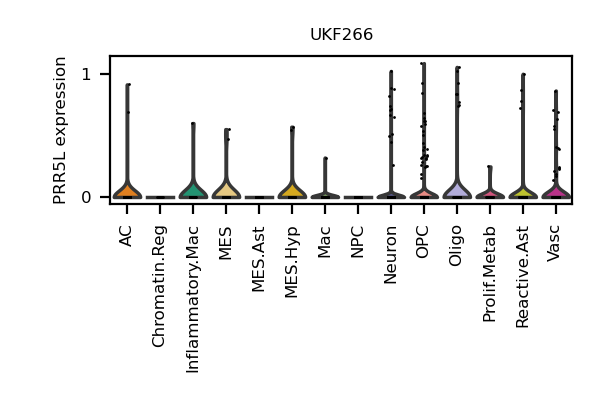 UKF266
PRR5L expression
1
0
AC
Chromatin.Reg
Inflammatory.Mac
MES
MES.Ast
MES.Hyp
Mac
NPC
Neuron
OPC
Oligo
Prolif.Metab
Reactive.Ast
Vasc